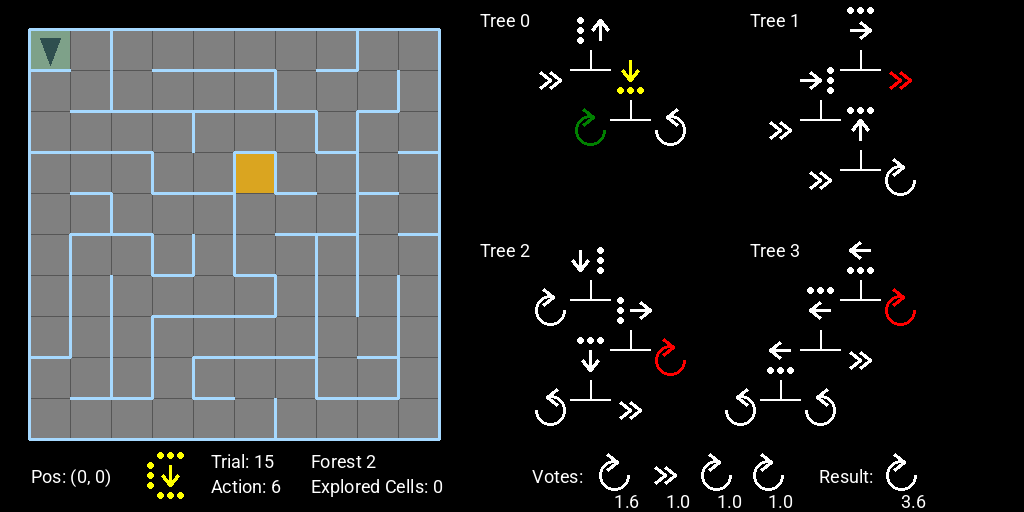 Tree 0
Tree 1
Tree 2
Tree 3
Pos: (0, 0)
Trial: 15
Forest 2
Action: 6
Explored Cells: 0
Votes:
1.6
1.0
1.0
1.0
Result:
3.6